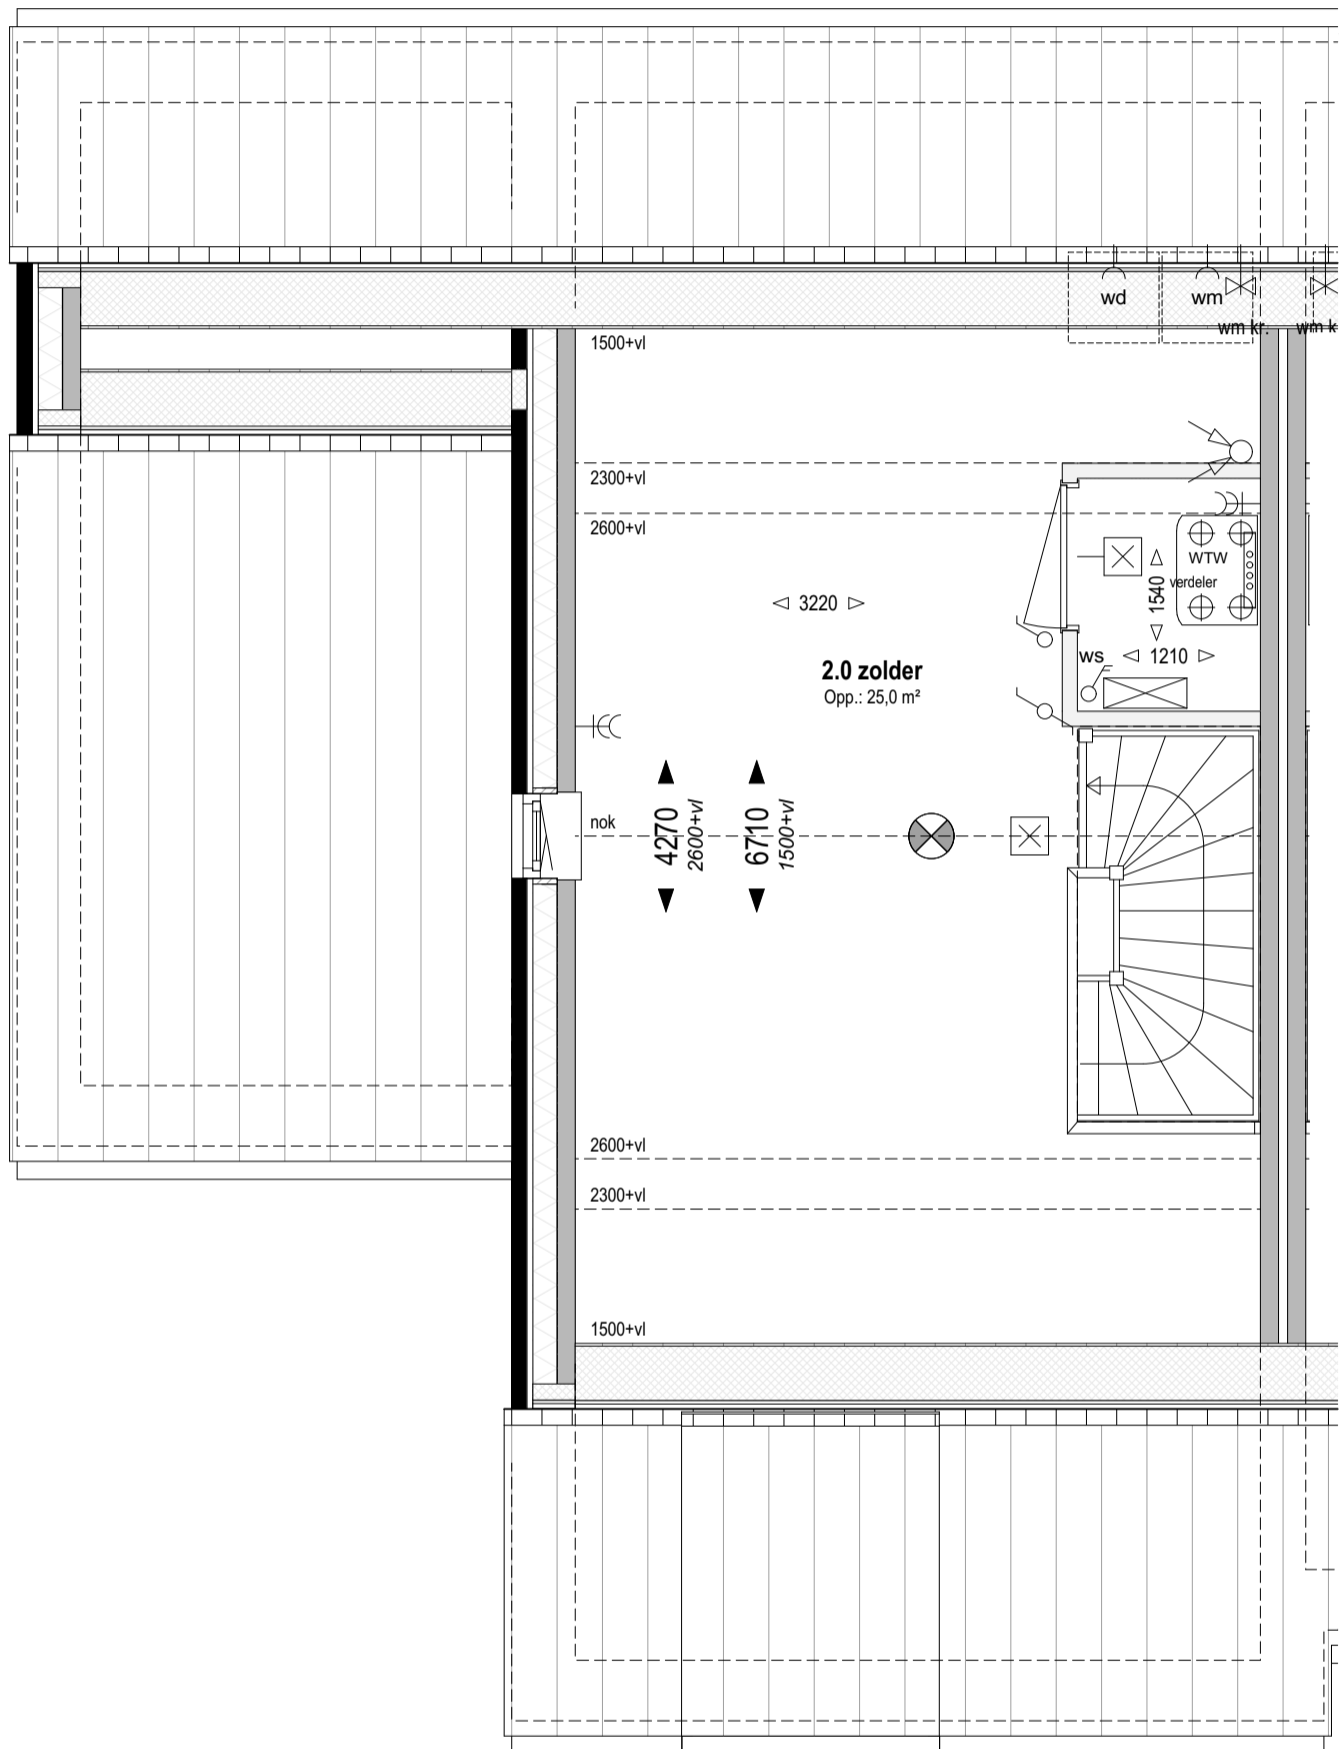 wd
wm
wm kr.
wm k
1500+vl
2300+vl
2600+vl
WTW
verdeler
1540
3220
ws
1210
2.0 zolder
Opp.: 25,0 m²
nok
4270
2600+vl
6710
1500+vl
2600+vl
2300+vl
1500+vl